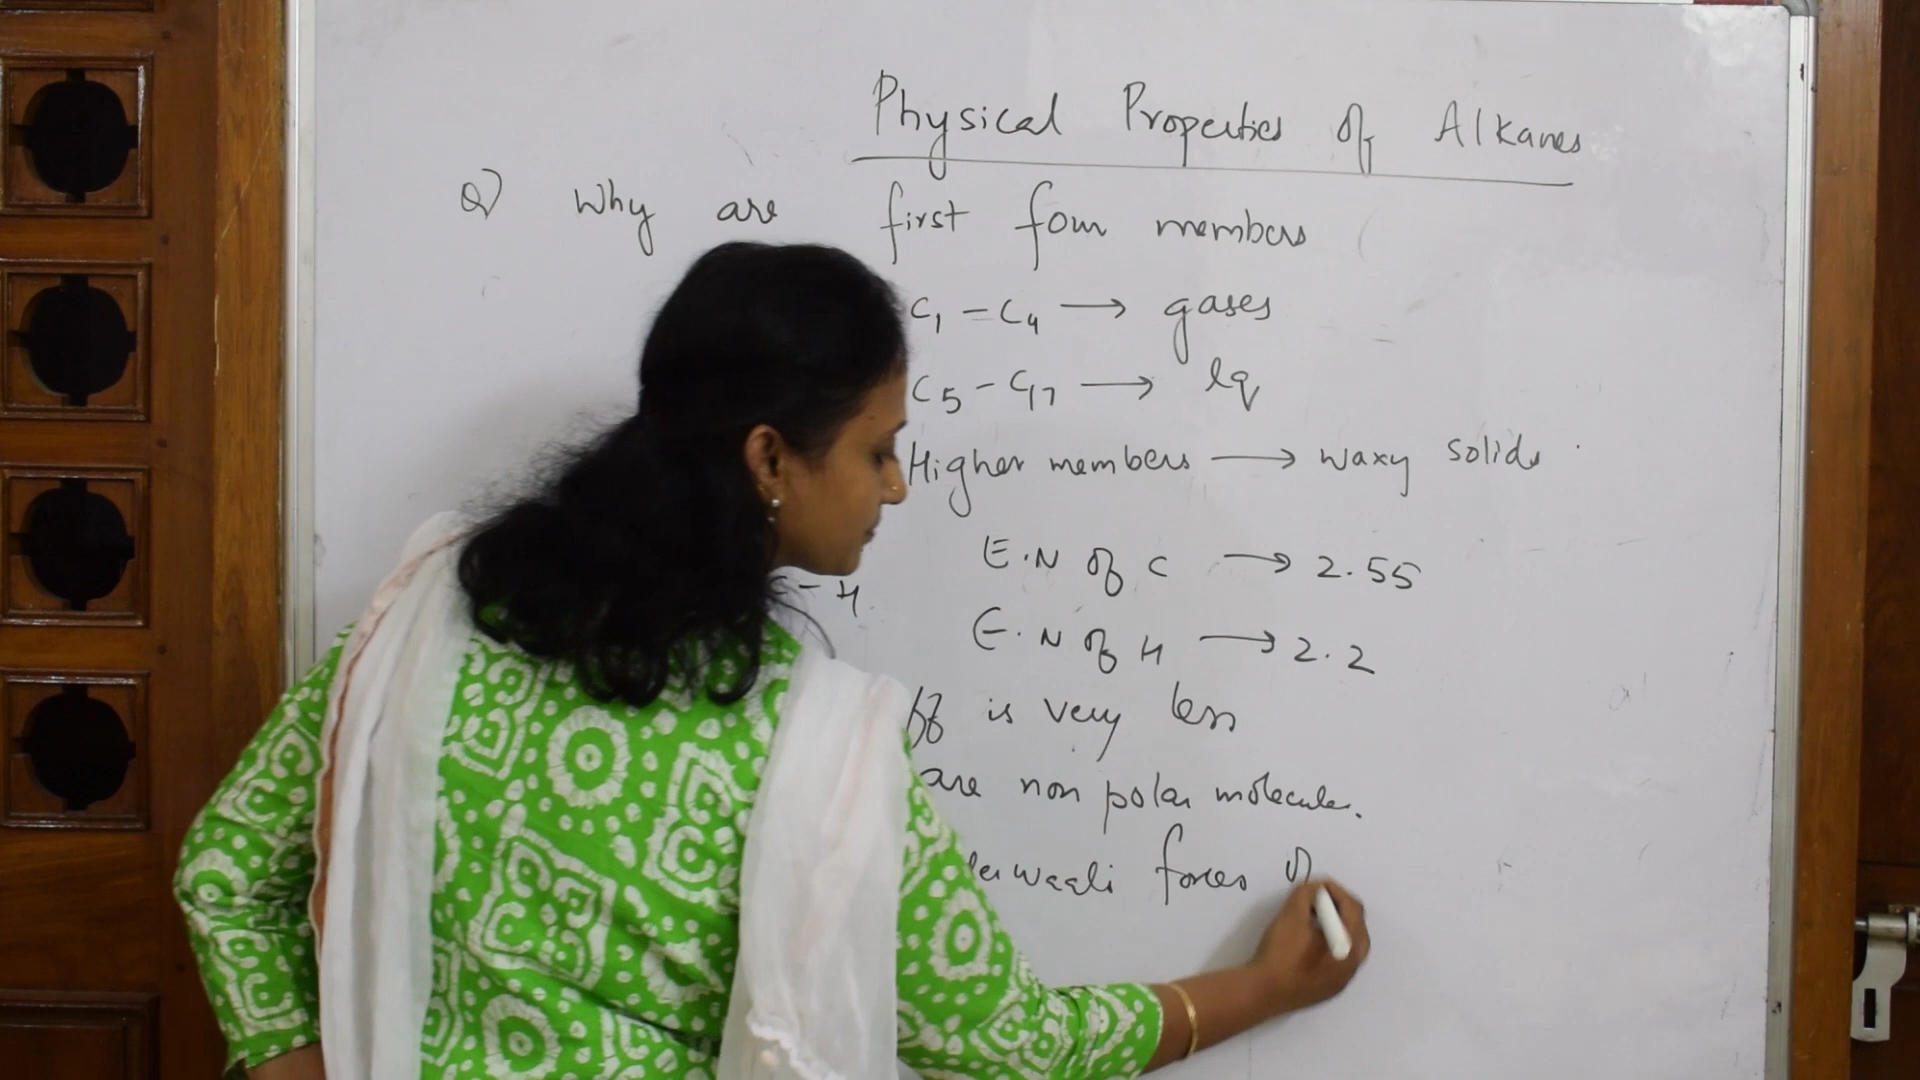 Physical Properties of Alkanes
Q) Why are first four members
C1 - C4 → gases
C5 - C17 → lq
Higher members → waxy solids
E.N of C → 2.55
C - H.
E.N of H → 2.2
is very less
are non polar molecules.
forces